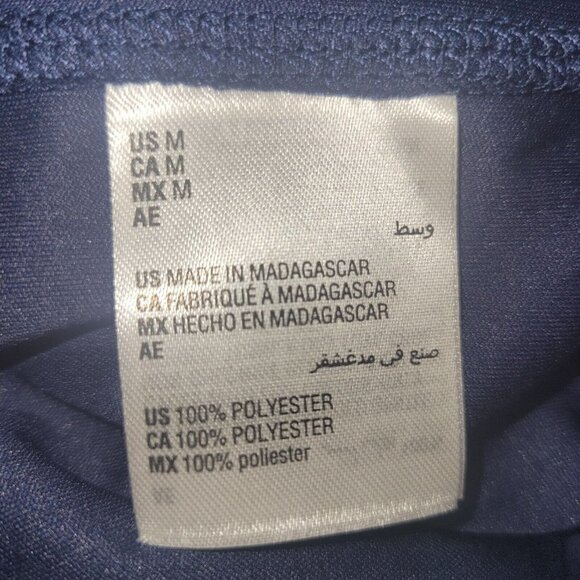 US M
CA M
MX M
AE
وسط
US MADE IN MADAGASCAR
CA FABRIQUÉ À MADAGASCAR
MX HECHO EN MADAGASCAR
AE
صنع في مدغشقر
US 100% POLYESTER
CA 100% POLYESTER
MX 100% poliester